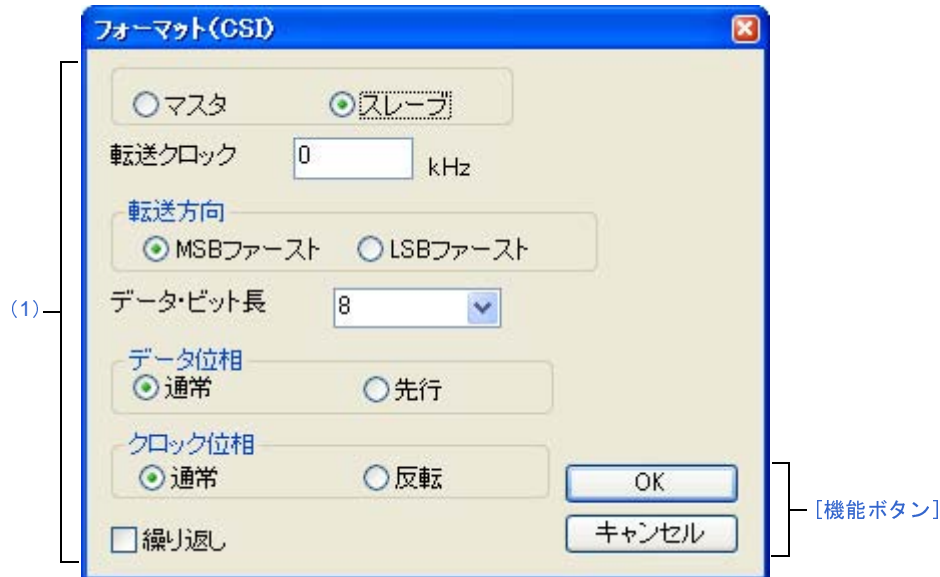 フォーマット(CSI)
マスタ スレーブ
転送クロック 0 kHz
転送方向
MSBファースト LSBファースト
(1)
データ・ビット長 8
データ位相
通常 先行
クロック位相
通常 反転
OK
[機能ボタン]
キャンセル
繰り返し